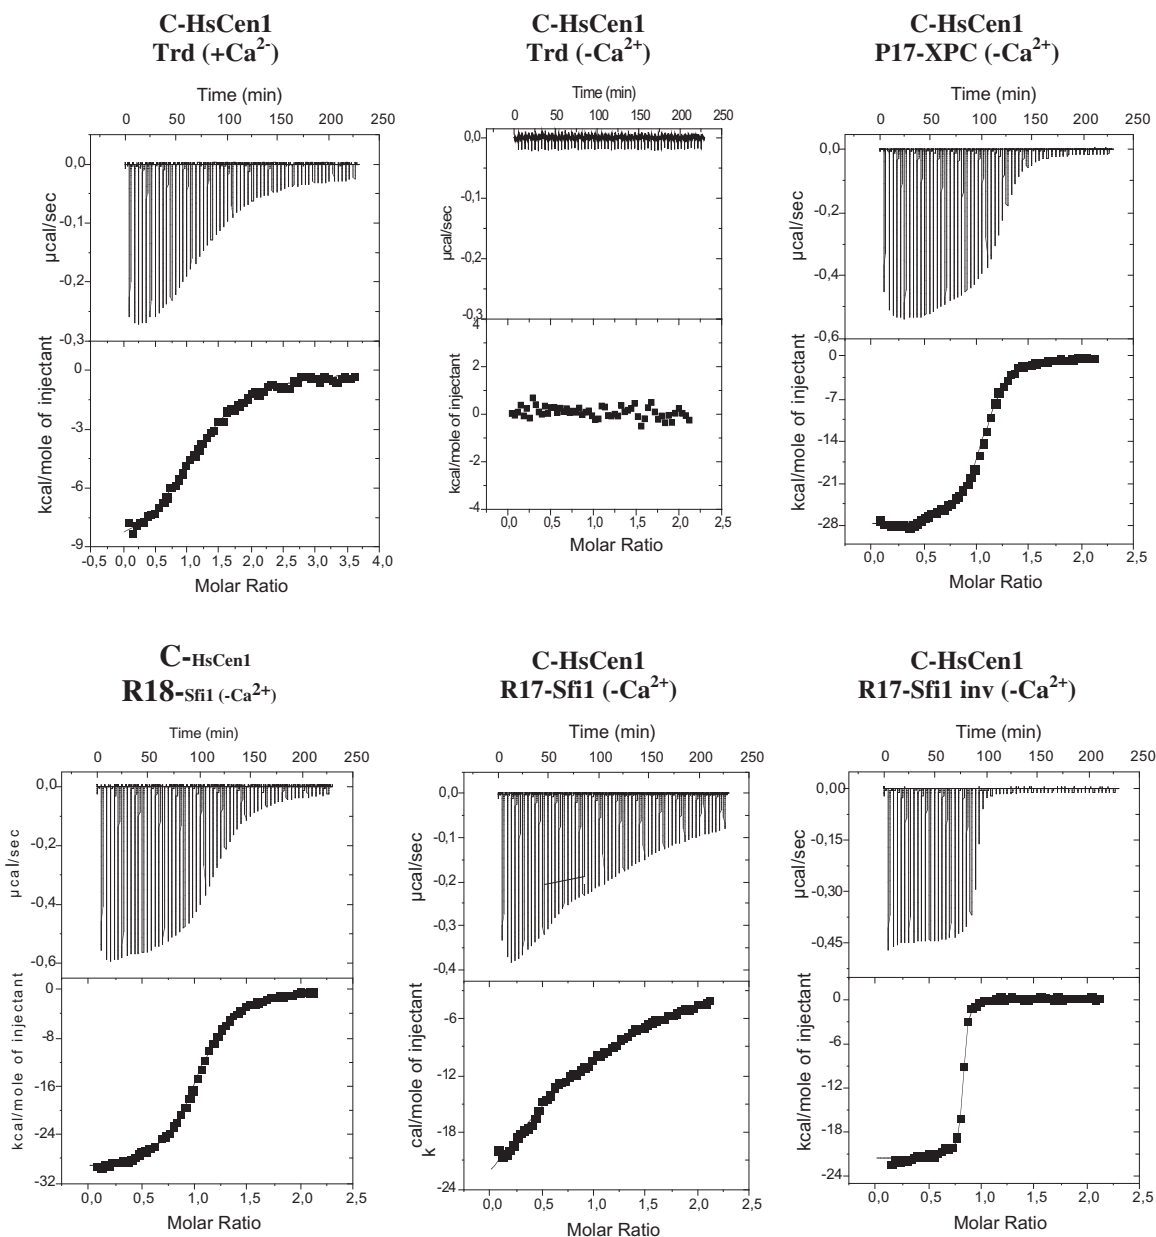 C-HsCen1
Trd (+Ca²⁻)
Time (min)
0 50 100 150 200 250
0,0
-0,1
-0,2
-0,3
µcal/sec
0
-3
-6
-9
kcal/mole of injectant
-0,5 0,0 0,5 1,0 1,5 2,0 2,5 3,0 3,5 4,0
Molar Ratio
C-HsCen1
Trd (-Ca²⁺)
Time (min)
0 50 100 150 200 250
0,0
-0,1
-0,2
-0,3
µcal/sec
4
2
0
-2
-4
kcal/mole of injectant
0,0 0,5 1,0 1,5 2,0 2,5
Molar Ratio
C-HsCen1
P17-XPC (-Ca²⁺)
Time (min)
0 50 100 150 200 250
0,0
-0,2
-0,4
-0,6
µcal/sec
0
-7
-14
-21
-28
kcal/mole of injectant
0,0 0,5 1,0 1,5 2,0 2,5
Molar Ratio
C-HsCen1
R18-Sfi1 (-Ca²⁺)
Time (min)
0 50 100 150 200 250
0,0
-0,2
-0,4
-0,6
µcal/sec
0
-8
-16
-24
-32
kcal/mole of injectant
0,0 0,5 1,0 1,5 2,0 2,5
Molar Ratio
C-HsCen1
R17-Sfi1 (-Ca²⁺)
Time (min)
0 50 100 150 200 250
0,0
-0,1
-0,2
-0,3
-0,4
µcal/sec
-6
-12
-18
-24
kcal/mole of injectant
0,0 0,5 1,0 1,5 2,0 2,5
Molar Ratio
C-HsCen1
R17-Sfi1 inv (-Ca²⁺)
Time (min)
0 50 100 150 200 250
0,00
-0,15
-0,30
-0,45
µcal/sec
0
-6
-12
-18
-24
kcal/mole of injectant
0,0 0,5 1,0 1,5 2,0 2,5
Molar Ratio